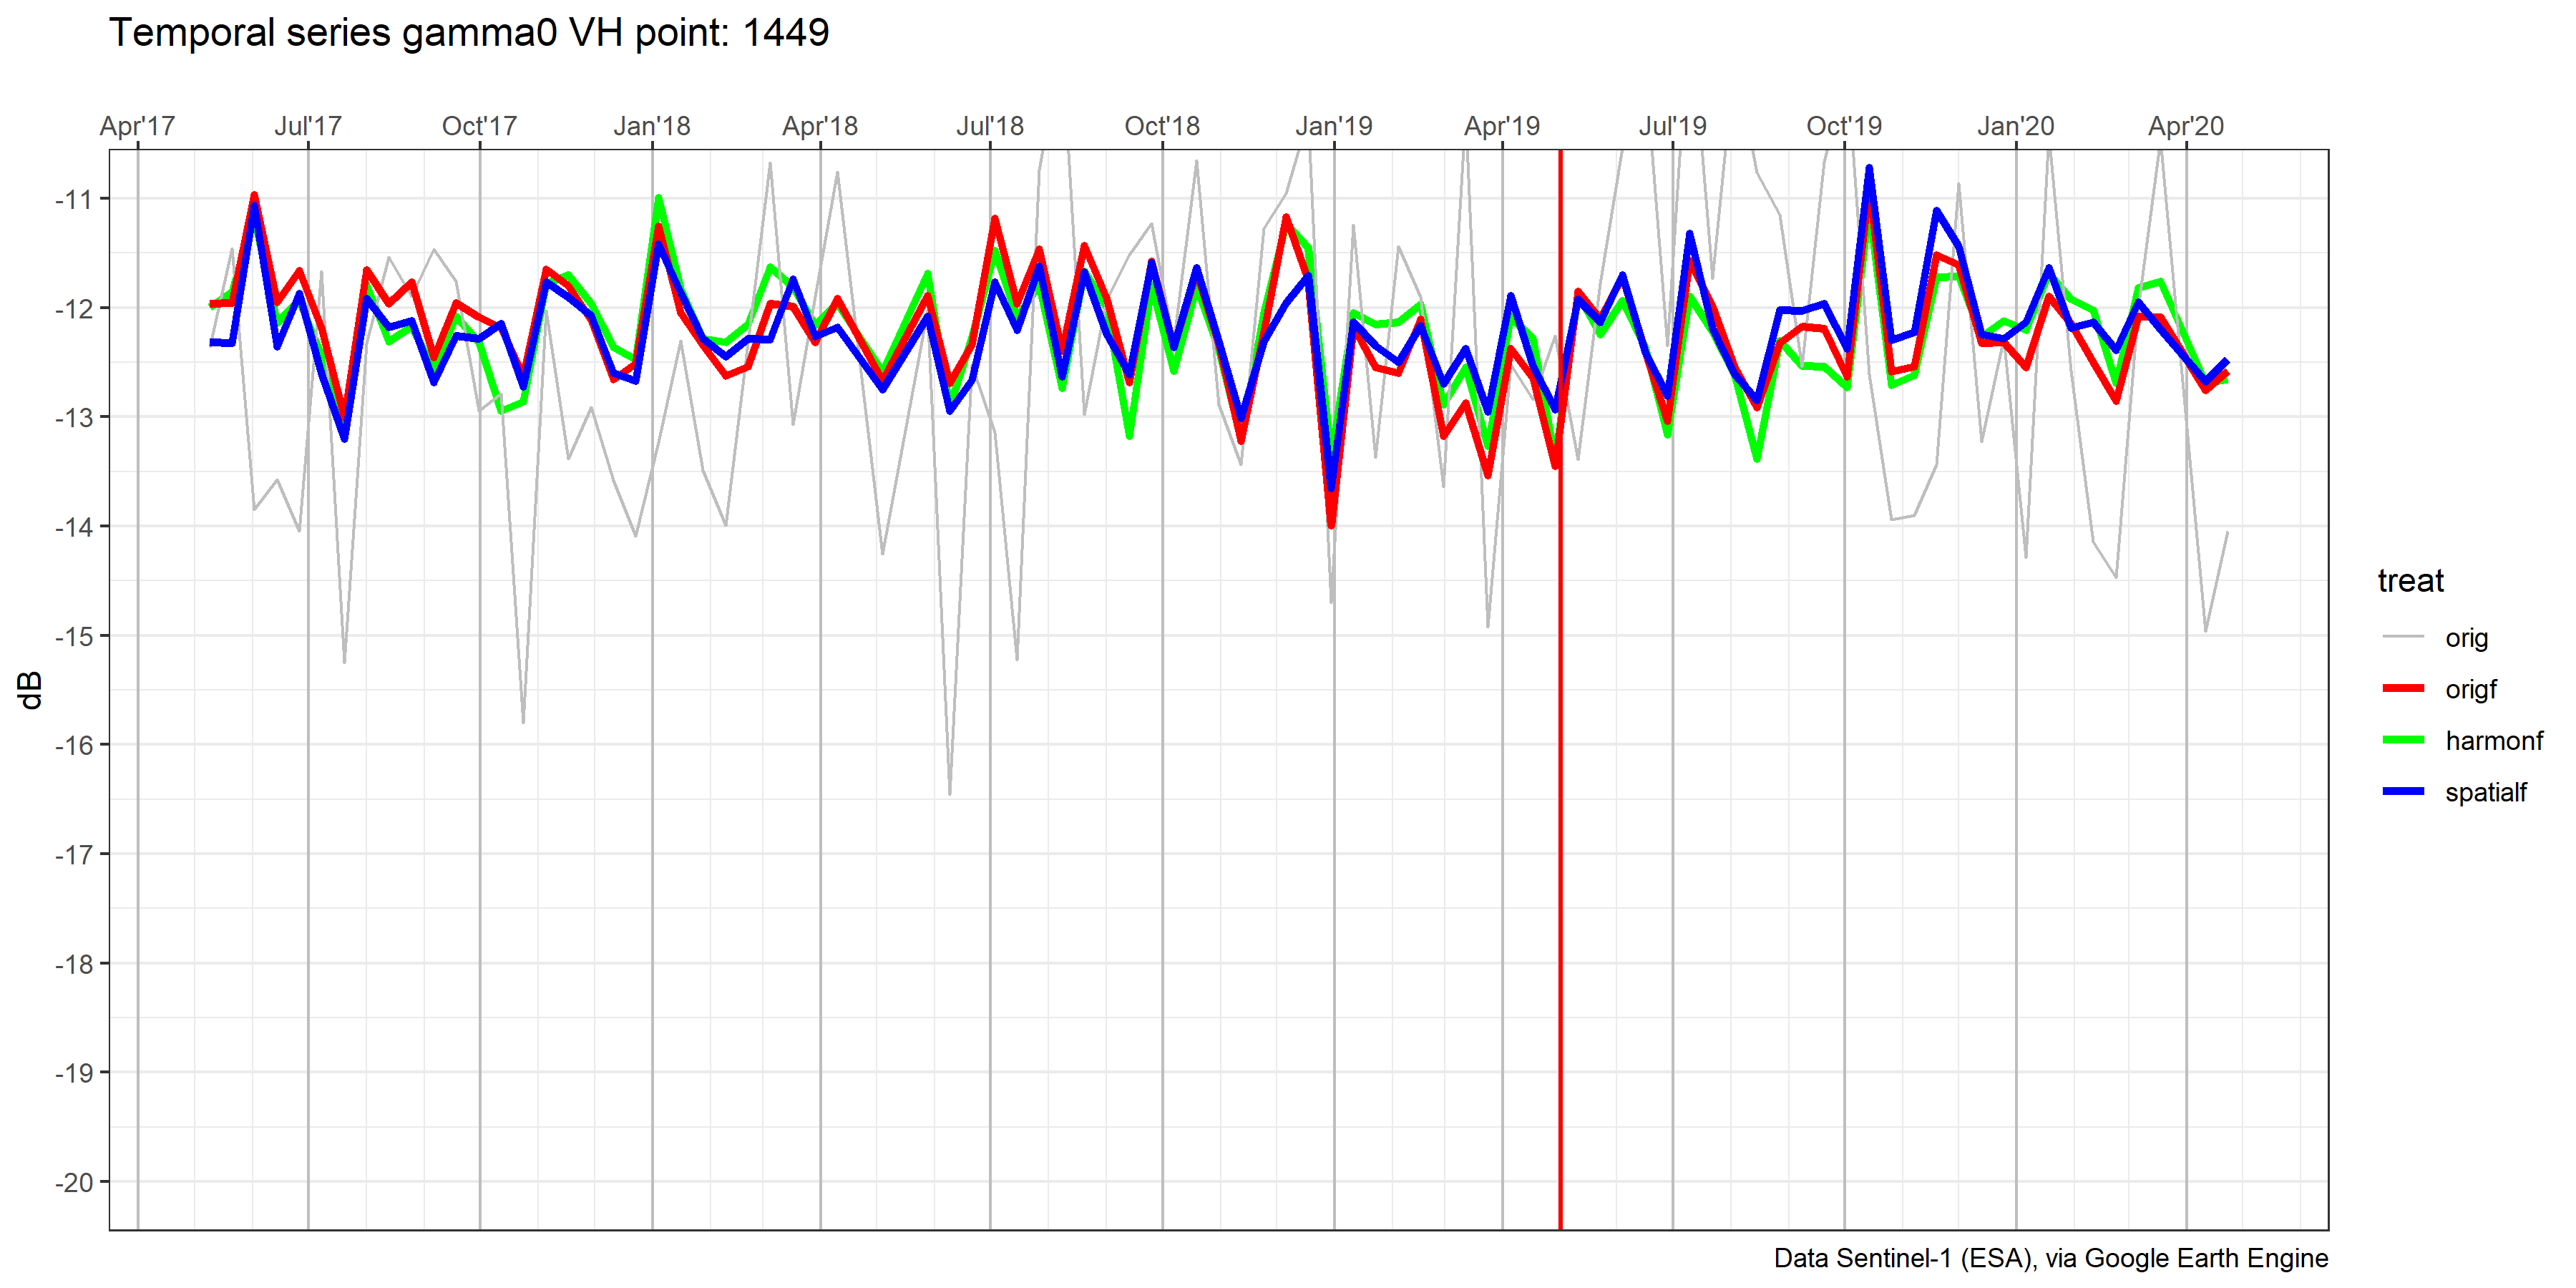 Temporal series gamma0 VH point: 1449
Apr'17 Jul'17 Oct'17 Jan'18 Apr'18 Jul'18 Oct'18 Jan'19 Apr'19 Jul'19 Oct'19 Jan'20 Apr'20
-11
-12
-13
-14
-15
-16
-17
-18
-19
-20
dB
treat
orig
origf
harmonf
spatialf
Data Sentinel-1 (ESA), via Google Earth Engine